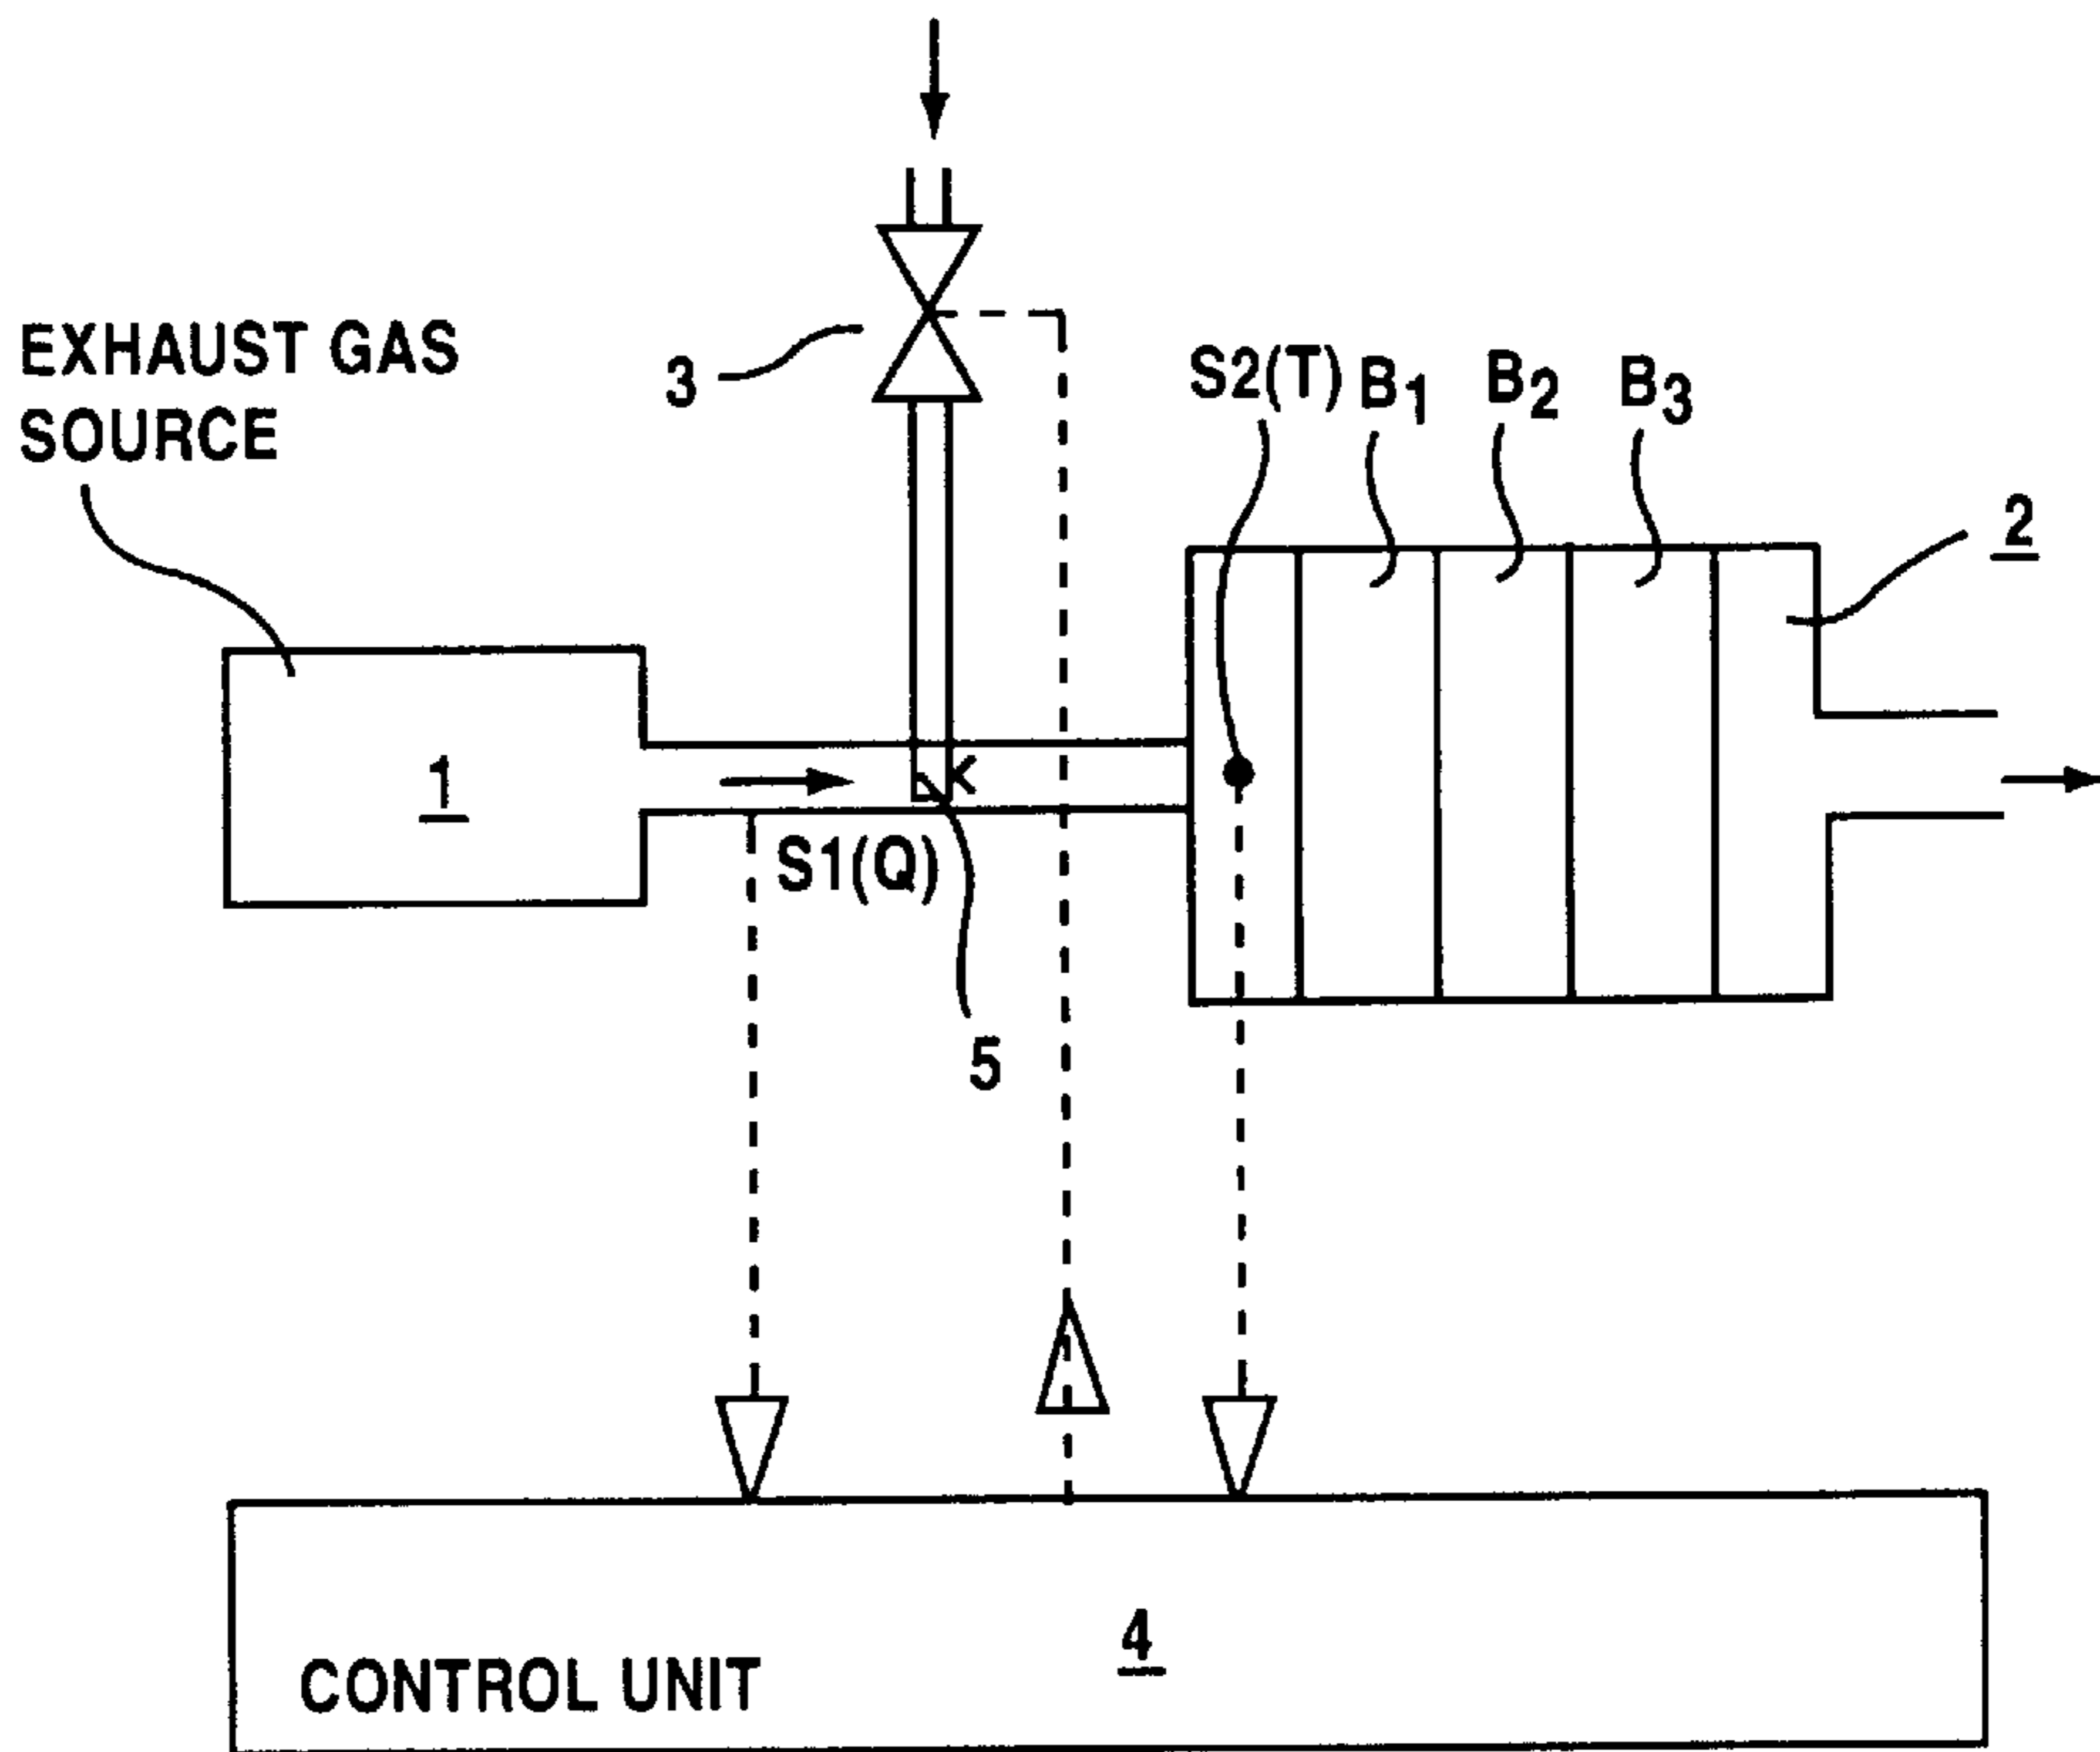 EXHAUST GAS
SOURCE
3
S2(T)
B1
B2
B3
2
1
S1(Q)
5
4
CONTROL UNIT